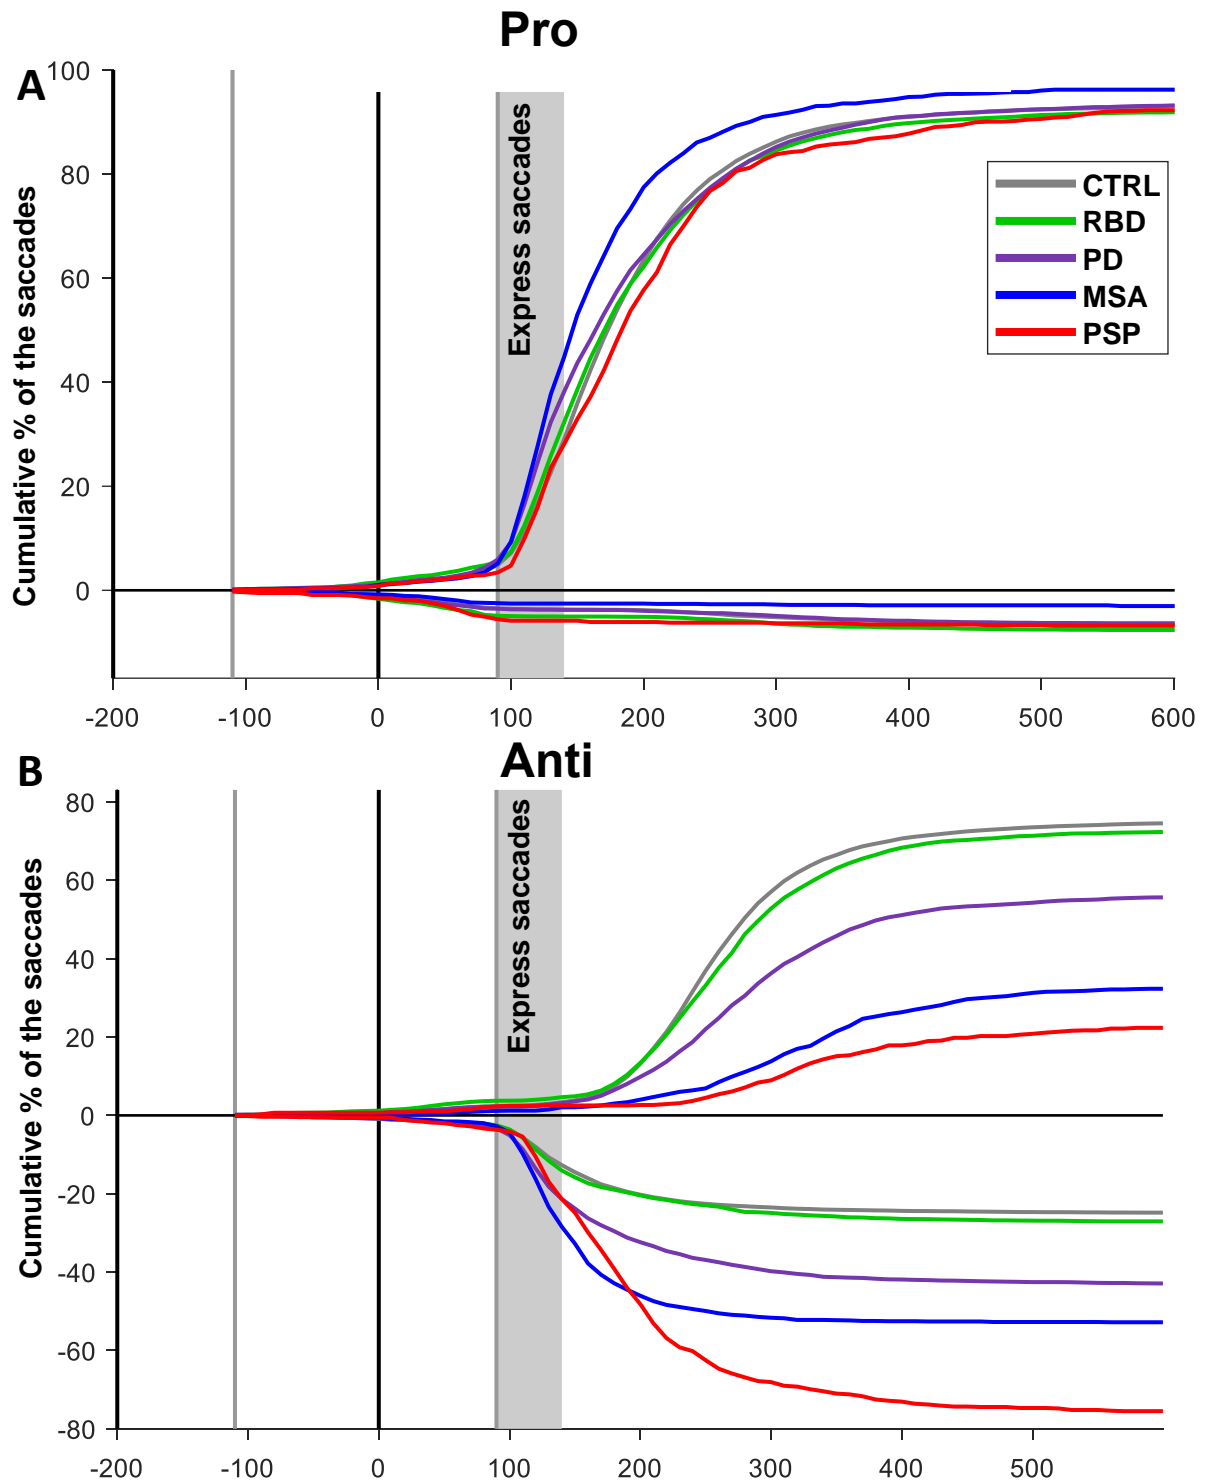 Pro
A
100
80
60
40
20
0
Cumulative % of the saccades
Express saccades
CTRL
RBD
PD
MSA
PSP
-200 -100 0 100 200 300 400 500 600
Anti
B
80
60
40
20
0
-20
-40
-60
-80
Cumulative % of the saccades
Express saccades
-200 -100 0 100 200 300 400 500